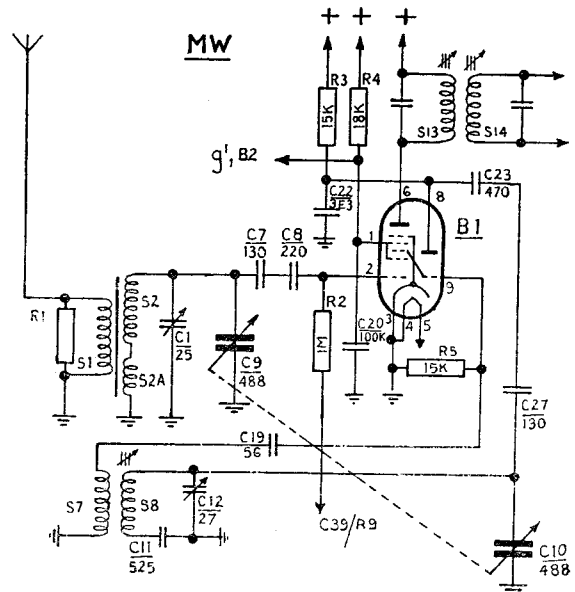 + + +
MW
R3 R4
15K 18K
S13 S14
g', B2
C23
470
6 8
C22
3E3
B1
C7
130
C8
220
1
2 9
3 4 5
R2
1M
C20
100K
R5
15K
R1
S1
S2
S2A
C1
25
C9
488
C27
130
C19
56
S7 S8
C12
27
C11
525
C39/R9
C10
488